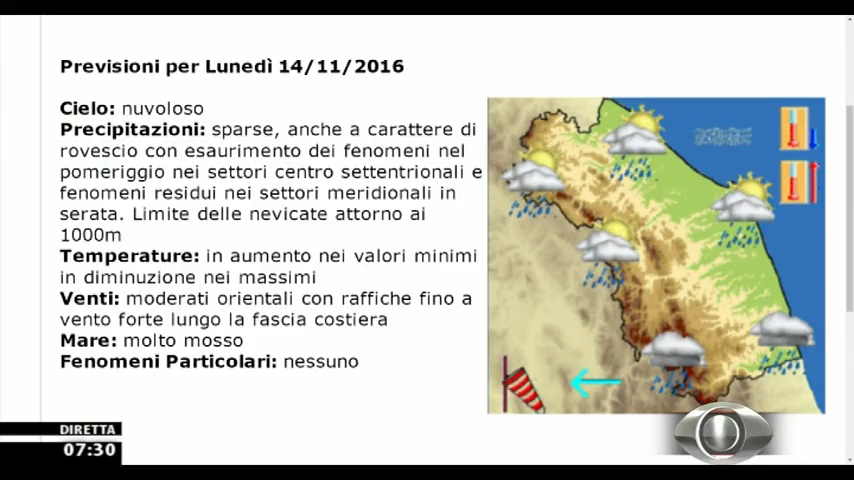 Previsioni per Lunedì 14/11/2016
Cielo: nuvoloso
Precipitazioni: sparse, anche a carattere di
rovescio con esaurimento dei fenomeni nel
pomeriggio nei settori centro settentrionali e
fenomeni residui nei settori meridionali in
serata. Limite delle nevicate attorno ai
1000m
Temperature: in aumento nei valori minimi
in diminuzione nei massimi
Venti: moderati orientali con raffiche fino a
vento forte lungo la fascia costiera
Mare: molto mosso
Fenomeni Particolari: nessuno
DIRETTA
07:30